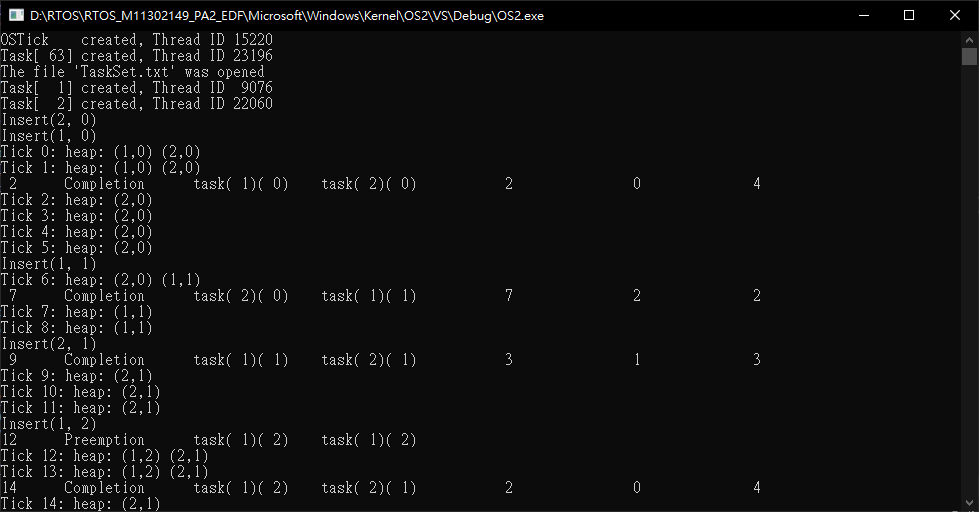 D:\RTOS\RTOS_M11302149_PA2_EDF\Microsoft\Windows\Kernel\OS2\VS\Debug\OS2.exe
OSTick    created, Thread ID 15220
Task[ 63] created, Thread ID 23196
The file 'TaskSet.txt' was opened
Task[  1] created, Thread ID  9076
Task[  2] created, Thread ID 22060
Insert(2, 0)
Insert(1, 0)
Tick 0: heap: (1,0) (2,0)
Tick 1: heap: (1,0) (2,0)
 2      Completion      task( 1)( 0)    task( 2)( 0)           2               0              4
Tick 2: heap: (2,0)
Tick 3: heap: (2,0)
Tick 4: heap: (2,0)
Tick 5: heap: (2,0)
Insert(1, 1)
Tick 6: heap: (2,0) (1,1)
 7      Completion      task( 2)( 0)    task( 1)( 1)           7               2              2
Tick 7: heap: (1,1)
Tick 8: heap: (1,1)
Insert(2, 1)
 9      Completion      task( 1)( 1)    task( 2)( 1)           3               1              3
Tick 9: heap: (2,1)
Tick 10: heap: (2,1)
Tick 11: heap: (2,1)
Insert(1, 2)
12      Preemption      task( 1)( 2)    task( 1)( 2)
Tick 12: heap: (1,2) (2,1)
Tick 13: heap: (1,2) (2,1)
14      Completion      task( 1)( 2)    task( 2)( 1)           2               0              4
Tick 14: heap: (2,1)